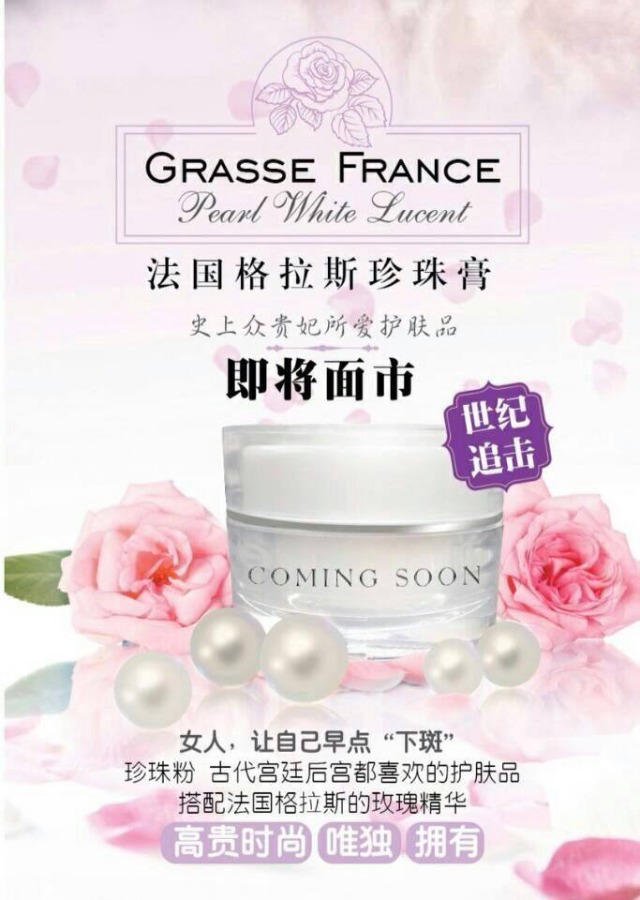 GRASSE FRANCE
Pearl White Lucent
法国格拉斯珍珠膏
史上众贵妃所爱护肤品
即将面市
世纪
追击
COMING SOON
女人，让自己早点“下斑”
珍珠粉 古代宫廷后宫都喜欢的护肤品
搭配法国格拉斯的玫瑰精华
高贵时尚 唯独 拥有